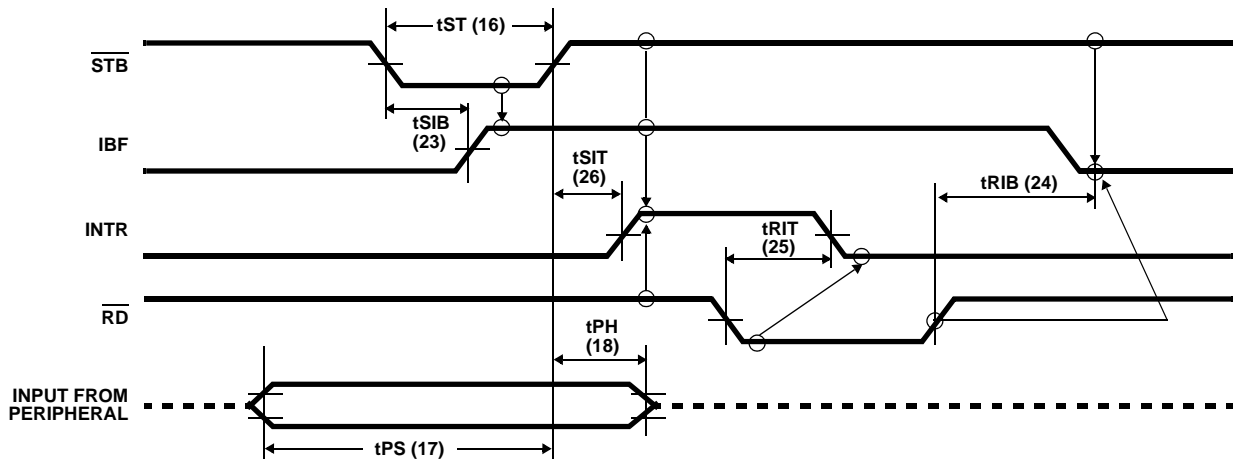 tST (16)
STB
tSIB
(23)
IBF
tSIT
(26)
tRIB (24)
INTR
tRIT
(25)
RD
tPH
(18)
INPUT FROM
PERIPHERAL
tPS (17)